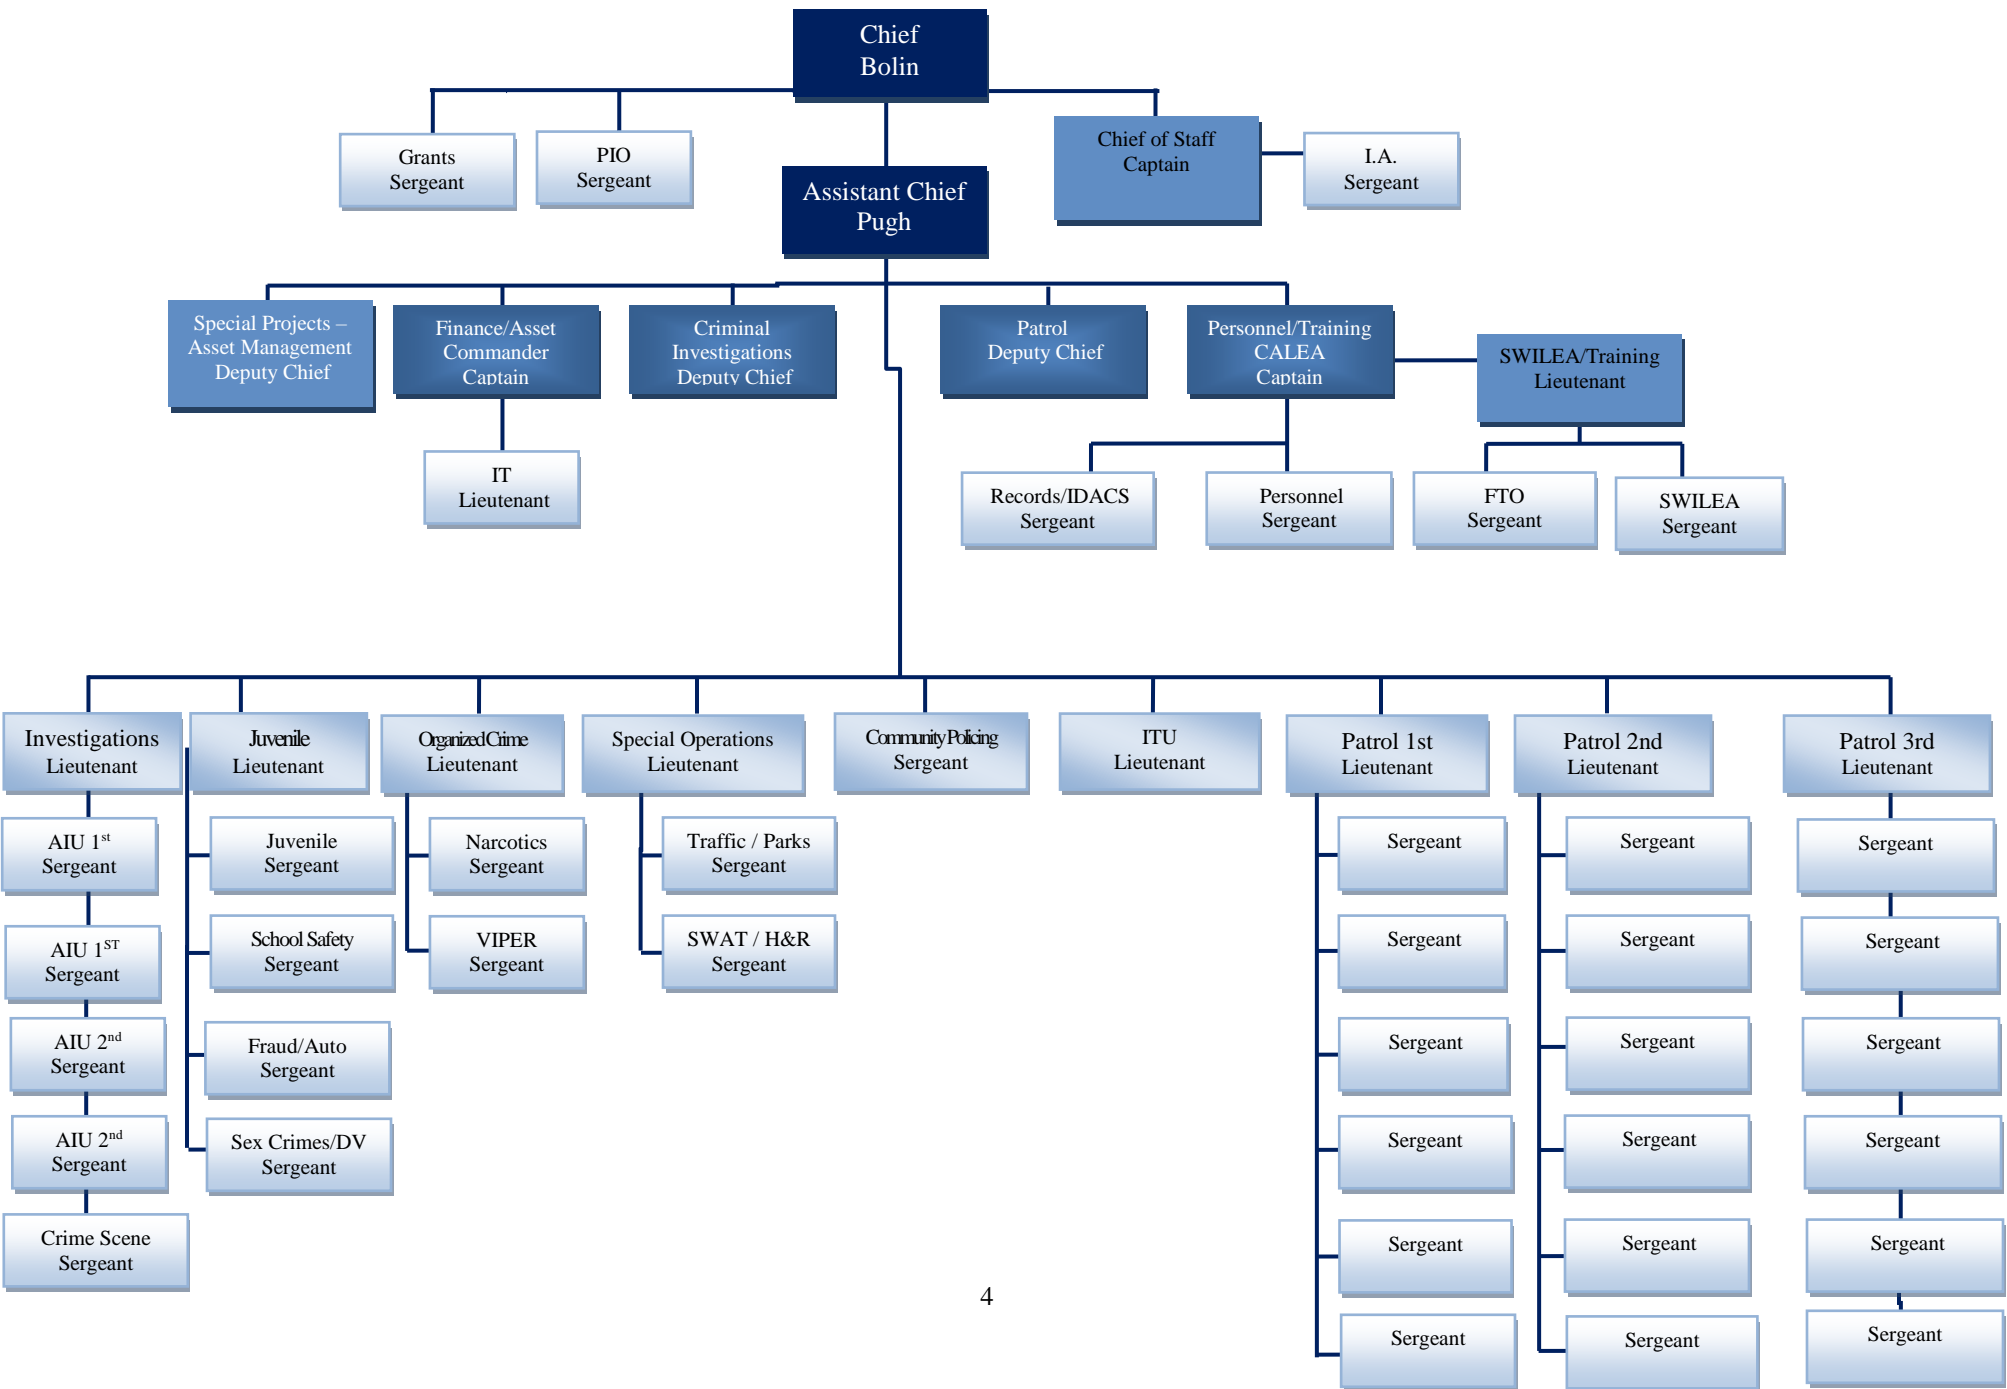 Chief
Bolin
Grants
Sergeant
PIO
Sergeant
Chief of Staff
Captain
I.A.
Sergeant
Assistant Chief
Pugh
Special Projects –
Asset Management
Deputy Chief
Finance/Asset
Commander
Captain
Criminal
Investigations
Deputy Chief
Patrol
Deputy Chief
Personnel/Training
CALEA
Captain
SWILEA/Training
Lieutenant
IT
Lieutenant
Records/IDACS
Sergeant
Personnel
Sergeant
FTO
Sergeant
SWILEA
Sergeant
Investigations
Lieutenant
Juvenile
Lieutenant
Organized Crime
Lieutenant
Special Operations
Lieutenant
Community Policing
Sergeant
ITU
Lieutenant
Patrol 1st
Lieutenant
Patrol 2nd
Lieutenant
Patrol 3rd
Lieutenant
AIU 1st
Sergeant
Juvenile
Sergeant
Narcotics
Sergeant
Traffic / Parks
Sergeant
Sergeant
Sergeant
Sergeant
AIU 1ST
Sergeant
School Safety
Sergeant
VIPER
Sergeant
SWAT / H&R
Sergeant
Sergeant
Sergeant
Sergeant
AIU 2nd
Sergeant
Fraud/Auto
Sergeant
Sergeant
Sergeant
Sergeant
AIU 2nd
Sergeant
Sex Crimes/DV
Sergeant
Sergeant
Sergeant
Sergeant
Crime Scene
Sergeant
Sergeant
Sergeant
Sergeant
4
Sergeant
Sergeant
Sergeant